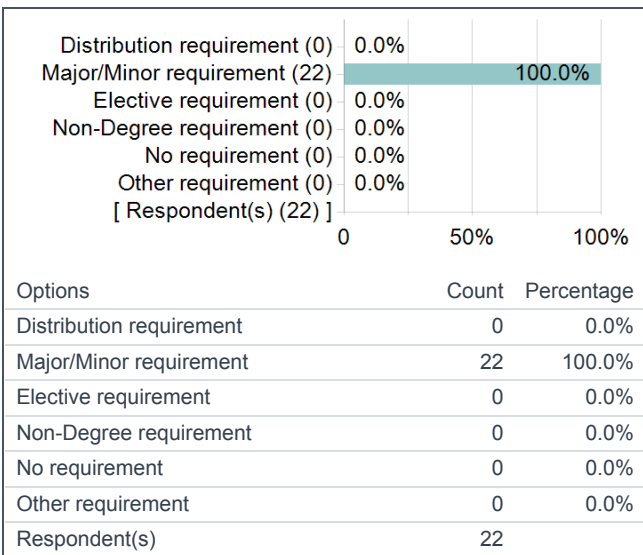 Distribution requirement (0) 0.0%
Major/Minor requirement (22) 100.0%
Elective requirement (0) 0.0%
Non-Degree requirement (0) 0.0%
No requirement (0) 0.0%
Other requirement (0) 0.0%
[ Respondent(s) (22) ]
0 50% 100%
Options Count Percentage
Distribution requirement 0 0.0%
Major/Minor requirement 22 100.0%
Elective requirement 0 0.0%
Non-Degree requirement 0 0.0%
No requirement 0 0.0%
Other requirement 0 0.0%
Respondent(s) 22